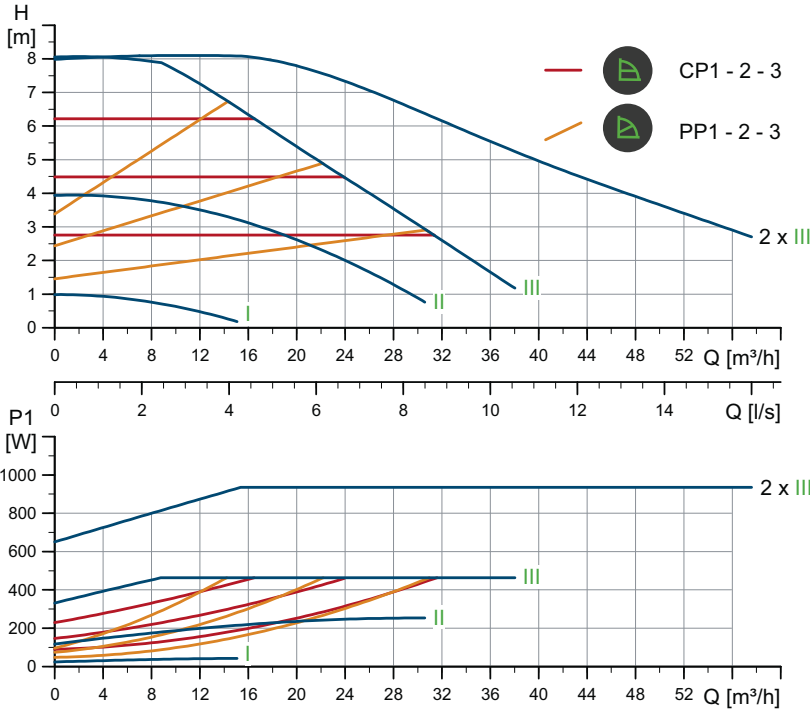 H
[m]
8
7
6
5
4
3
2
1
0
CP1 - 2 - 3
PP1 - 2 - 3
2 x III
III
II
I
0 4 8 12 16 20 24 28 32 36 40 44 48 52 Q [m³/h]
0 2 4 6 8 10 12 14 Q [l/s]
P1
[W]
1000
800
600
400
200
0
2 x III
III
II
I
0 4 8 12 16 20 24 28 32 36 40 44 48 52 Q [m³/h]